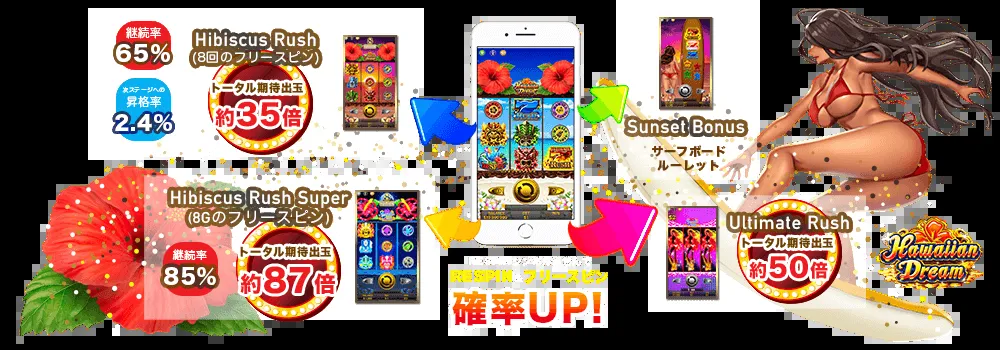 継続率
65%
次ステージへの
昇格率
2.4%
Hibiscus Rush
(8回のフリースピン)
トータル期待出玉
約35倍
Hibiscus Rush Super
(8Gのフリースピン)
継続率
85%
トータル期待出玉
約87倍
フリースピン
確率UP!
Sunset Bonus
サーフボード
ルーレット
Ultimate Rush
トータル期待出玉
約50倍
Hawaiian
Dream